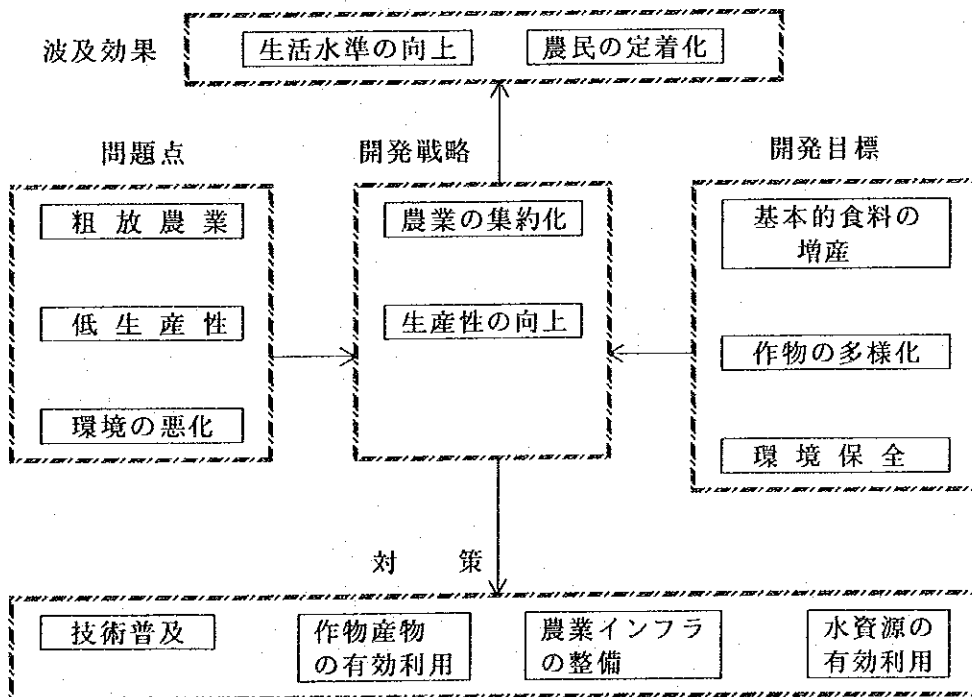 波及効果
生活水準の向上
農民の定着化
問題点
開発戦略
開発目標
粗放農業
農業の集約化
基本的食料の
増産
低生産性
生産性の向上
作物の多様化
環境の悪化
環境保全
対策
技術普及
作物産物
の有効利用
農業インフラ
の整備
水資源の
有効利用